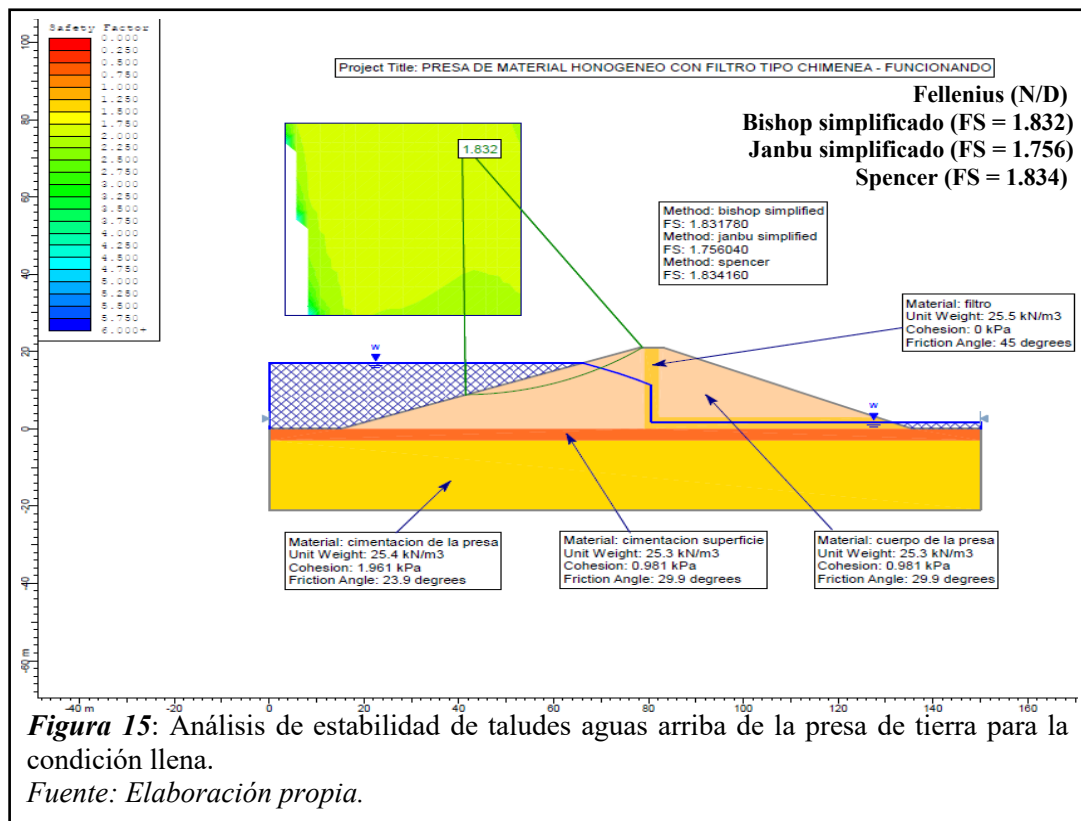 Safety Factor
0.000
0.250
0.500
0.750
1.000
1.250
1.500
1.750
2.000
2.250
2.500
2.750
3.000
3.250
3.500
3.750
4.000
4.250
4.500
4.750
5.000
5.250
5.500
5.750
6.000+
Project Title: PRESA DE MATERIAL HONOGENEO CON FILTRO TIPO CHIMENEA - FUNCIONANDO
Fellenius (N/D)
Bishop simplificado (FS = 1.832)
Janbu simplificado (FS = 1.756)
Spencer (FS = 1.834)
1.832
Method: bishop simplified
FS: 1.831780
Method: janbu simplified
FS: 1.756040
Method: spencer
FS: 1.834160
Material: filtro
Unit Weight: 25.5 kN/m3
Cohesion: 0 kPa
Friction Angle: 45 degrees
W
W
Material: cimentacion de la presa
Unit Weight: 25.4 kN/m3
Cohesion: 1.961 kPa
Friction Angle: 23.9 degrees
Material: cimentacion superficie
Unit Weight: 25.3 kN/m3
Cohesion: 0.981 kPa
Friction Angle: 29.9 degrees
Material: cuerpo de la presa
Unit Weight: 25.3 kN/m3
Cohesion: 0.981 kPa
Friction Angle: 29.9 degrees
100
80
60
40
20
0
-20
-40
-60 m
-40 m
-20
0
20
40
60
80
100
120
140
160
Figura 15: Análisis de estabilidad de taludes aguas arriba de la presa de tierra para la
condición llena.
Fuente: Elaboración propia.